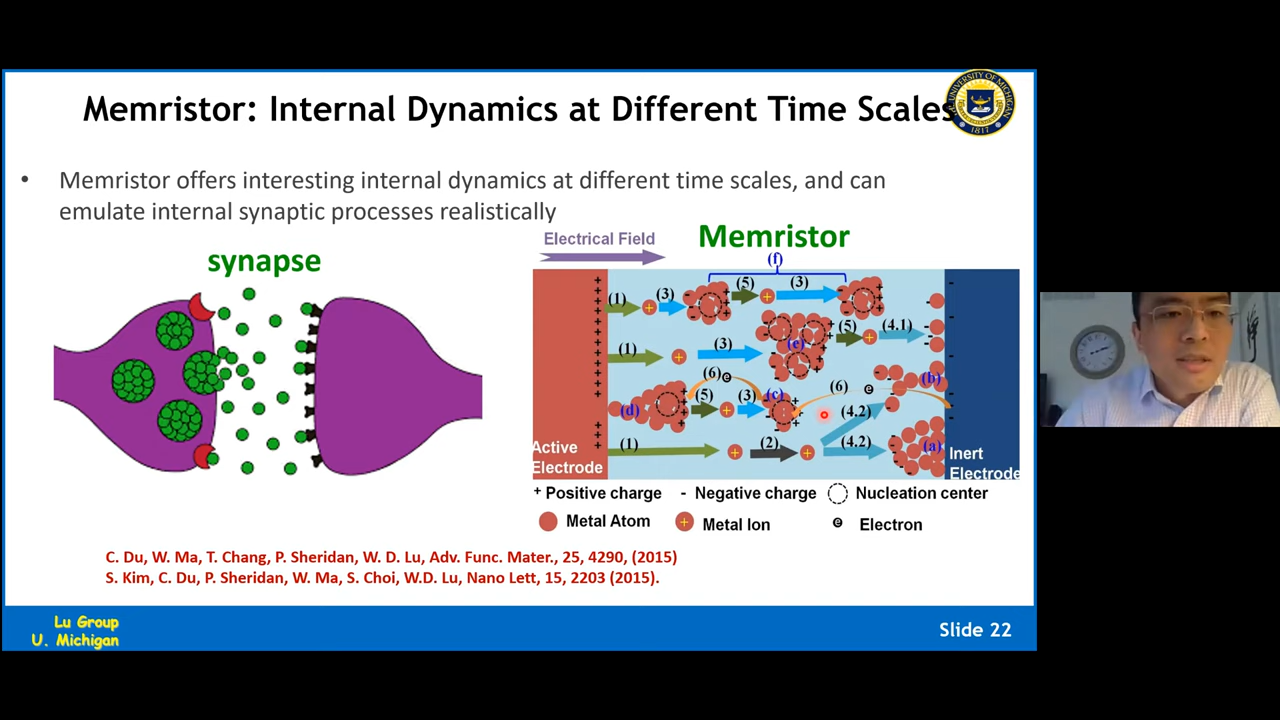 Memristor: Internal Dynamics at Different Time Scales
UNIVERSITY OF MICHIGAN
1817
• Memristor offers interesting internal dynamics at different time scales, and can
emulate internal synaptic processes realistically
synapse
Electrical Field
Memristor
(f)
(1) (3) (5) (3)
(1) (3) (e) (5) (4.1)
(6) e (6) e (b)
(d) (5) (3) (c) (4.2)
(1) (2) (4.2) (a)
Active
Electrode
Inert
Electrode
+ Positive charge - Negative charge Nucleation center
Metal Atom + Metal Ion e Electron
C. Du, W. Ma, T. Chang, P. Sheridan, W. D. Lu, Adv. Func. Mater., 25, 4290, (2015)
S. Kim, C. Du, P. Sheridan, W. Ma, S. Choi, W.D. Lu, Nano Lett, 15, 2203 (2015).
Lu Group
U. Michigan
Slide 22